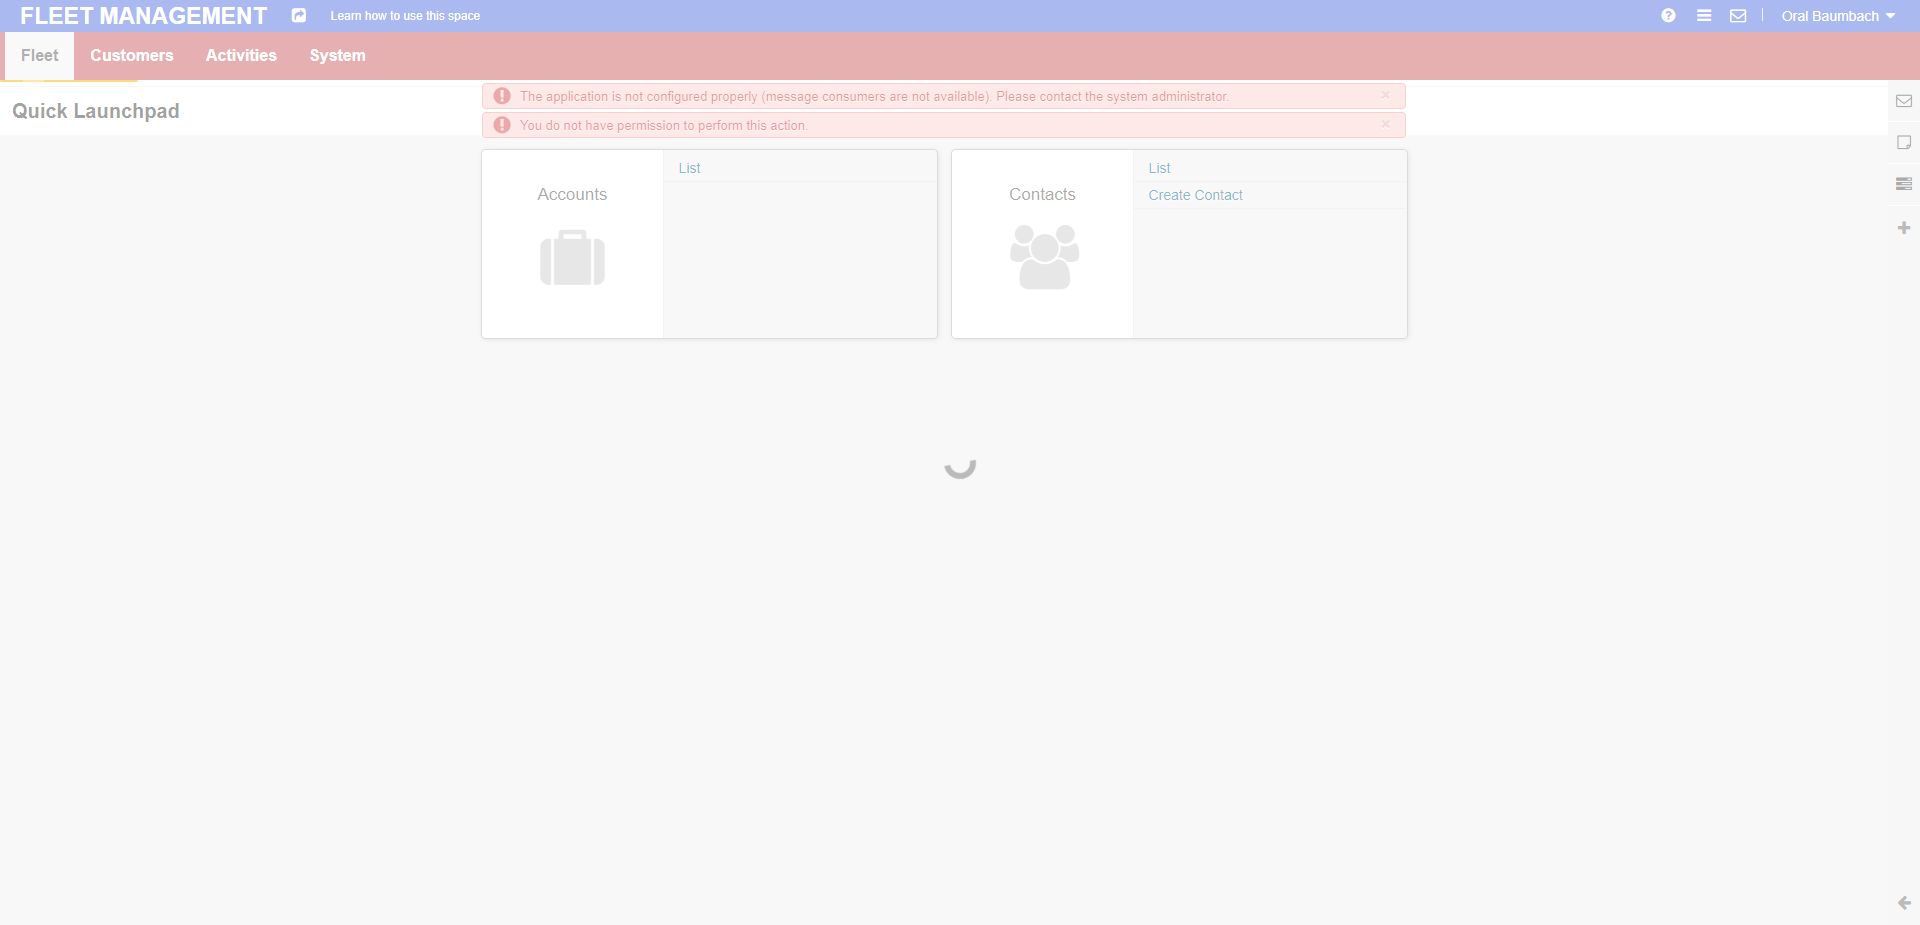 FLEET MANAGEMENT
Learn how to use this space
Oral Baumbach
Fleet
Customers
Activities
System
Quick Launchpad
The application is not configured properly (message consumers are not available). Please contact the system administrator.
You do not have permission to perform this action.
Accounts
List
Contacts
List
Create Contact